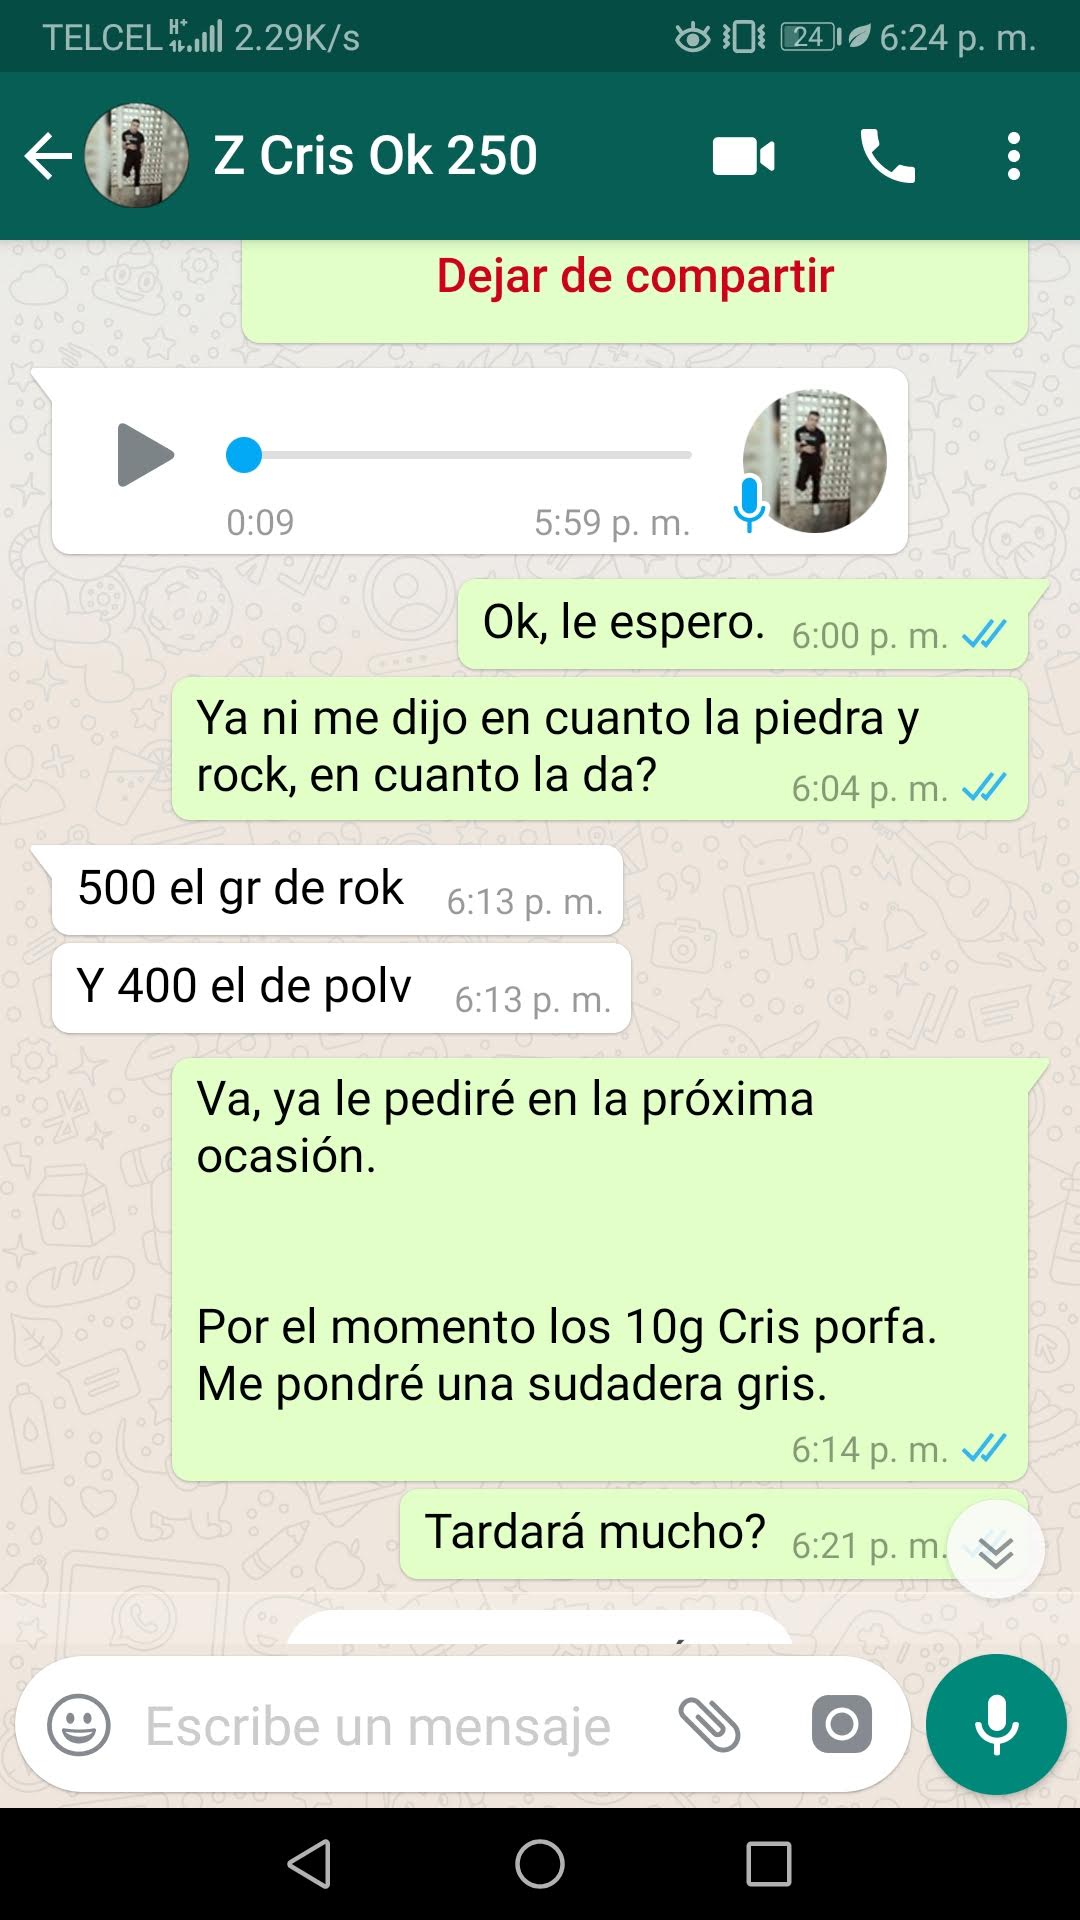 TELCEL H+ 2.29K/s 24 6:24 p. m.
Z Cris Ok 250
Dejar de compartir
0:09 5:59 p. m.
Ok, le espero. 6:00 p. m.
Ya ni me dijo en cuanto la piedra y
rock, en cuanto la da? 6:04 p. m.
500 el gr de rok 6:13 p. m.
Y 400 el de polv 6:13 p. m.
Va, ya le pediré en la próxima
ocasión.
Por el momento los 10g Cris porfa.
Me pondré una sudadera gris.
6:14 p. m.
Tardará mucho? 6:21 p. m.
Escribe un mensaje